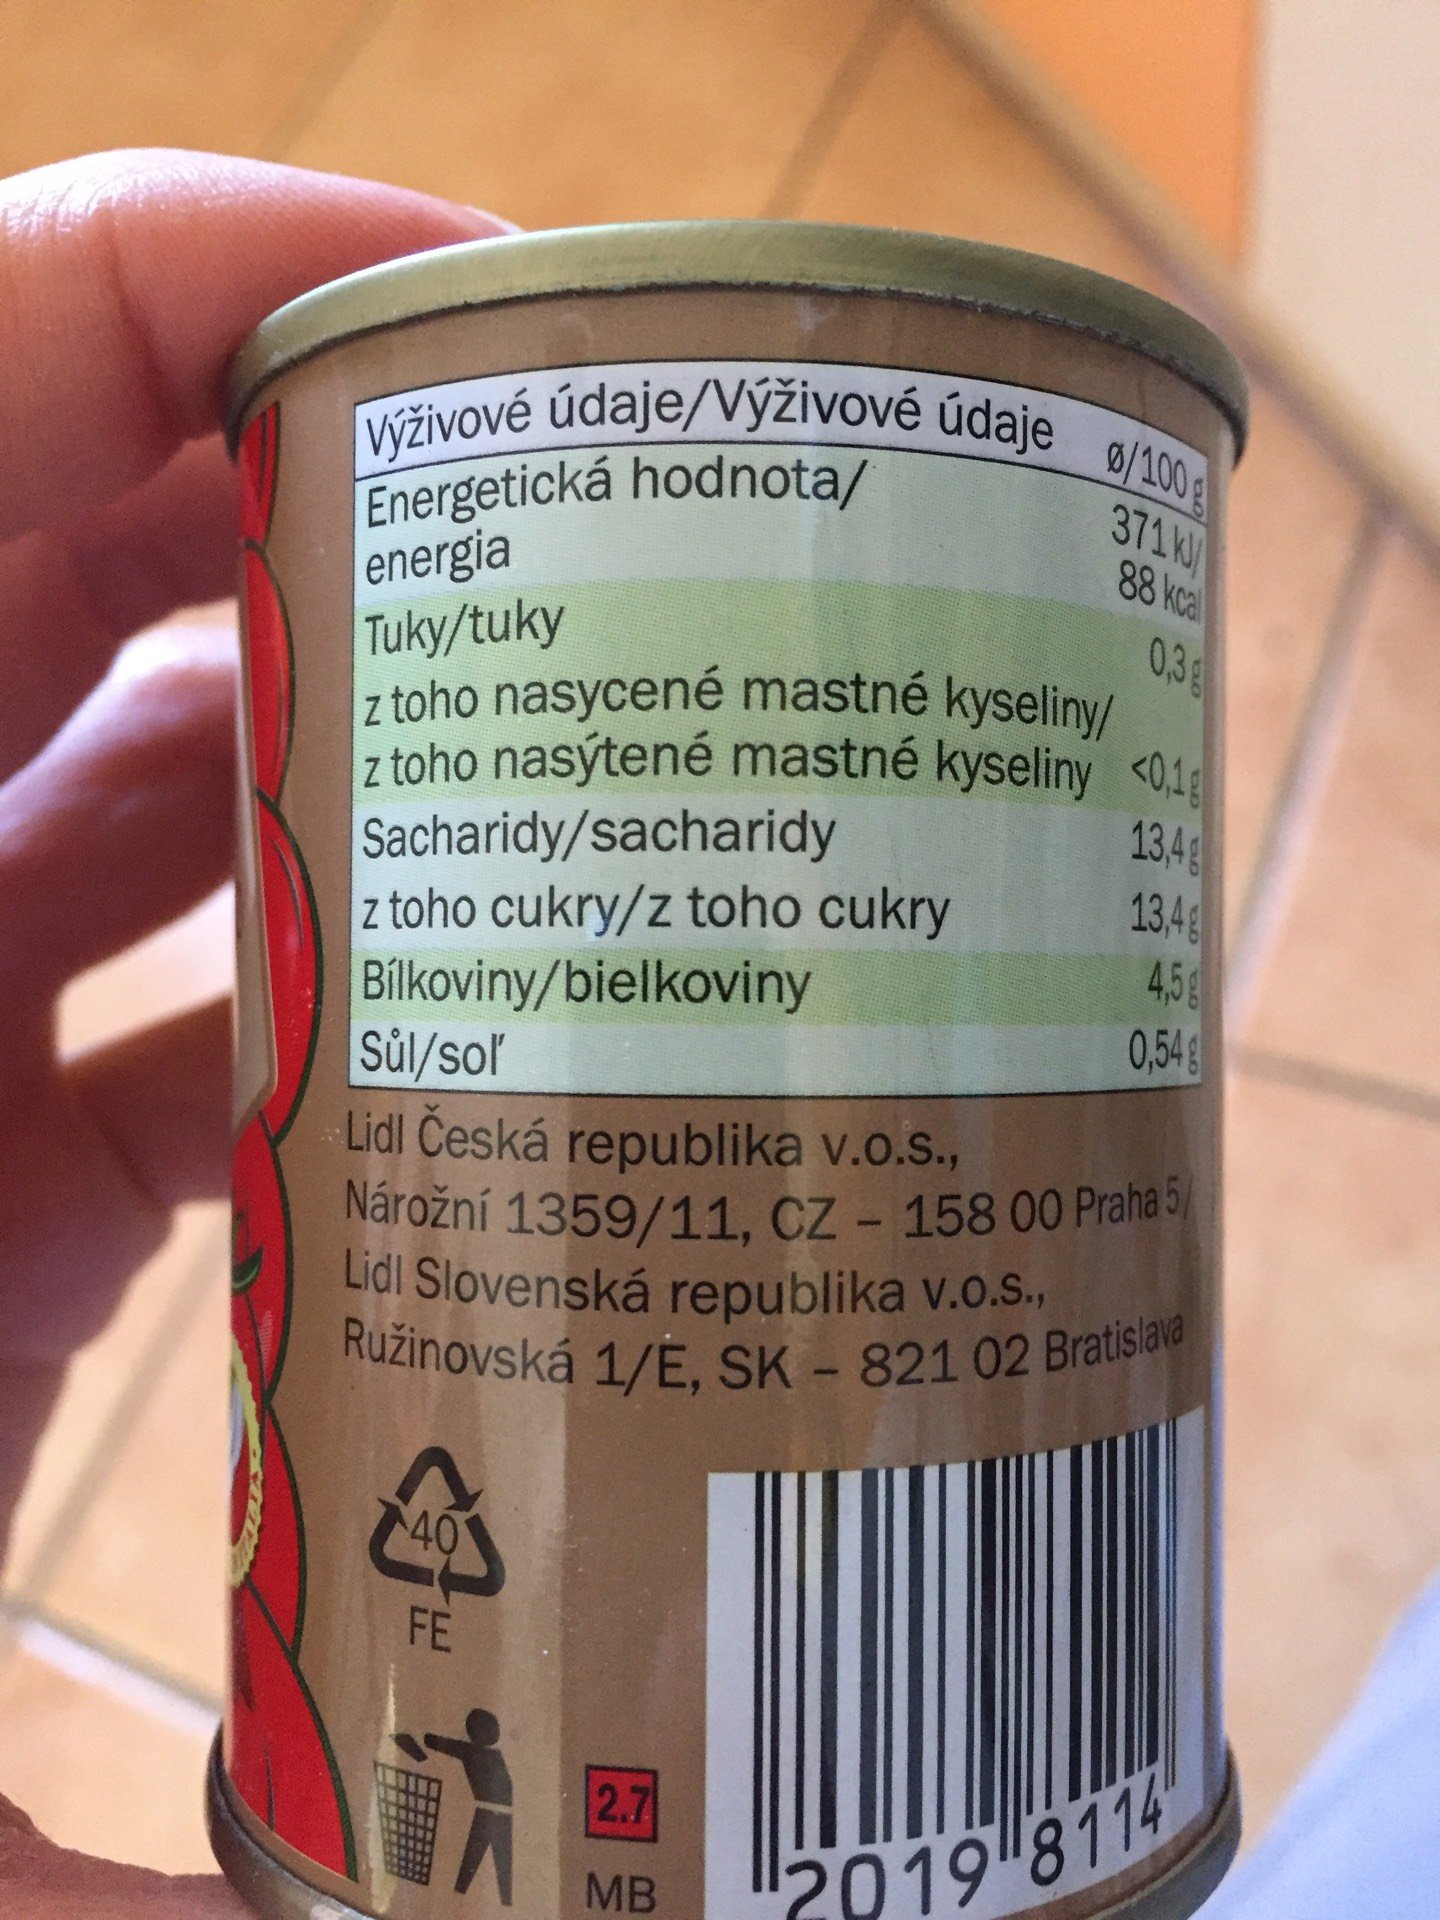 Výživové údaje/Výživové údaje ø/100 g
Energetická hodnota/ 371 kJ/
energia 88 kcal
Tuky/tuky 0,3 g
z toho nasycené mastné kyseliny/
z toho nasýtené mastné kyseliny <0,1 g
Sacharidy/sacharidy 13,4 g
z toho cukry/z toho cukry 13,4 g
Bílkoviny/bielkoviny 4,5 g
Sůl/soľ 0,54 g
Lidl Česká republika v.o.s.,
Nárožní 1359/11, CZ – 158 00 Praha 5/
Lidl Slovenská republika v.o.s.,
Ružinovská 1/E, SK – 821 02 Bratislava
40
FE
2.7
MB
2019 8114